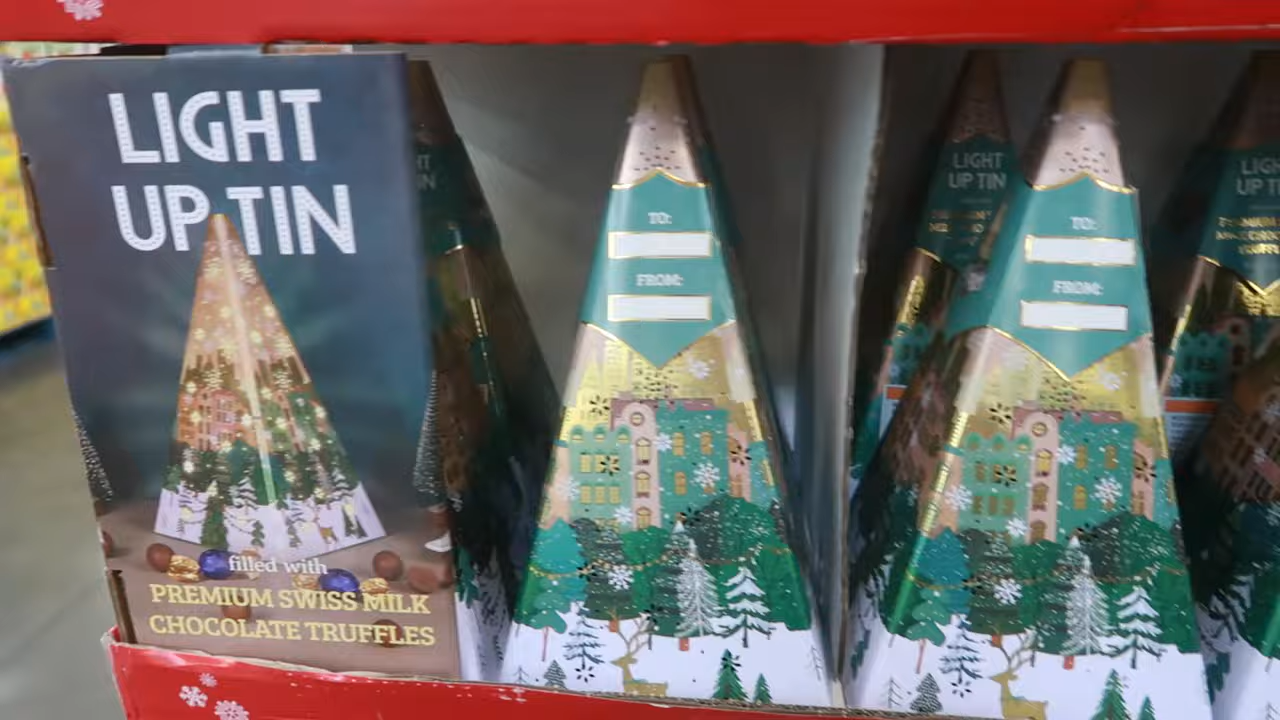 LIGHT
UP TIN
filled with
PREMIUM SWISS MILK
CHOCOLATE TRUFFLES
TO:
FROM:
LIGHT
UP TIN
TO:
FROM:
LIGHT
UP TIN